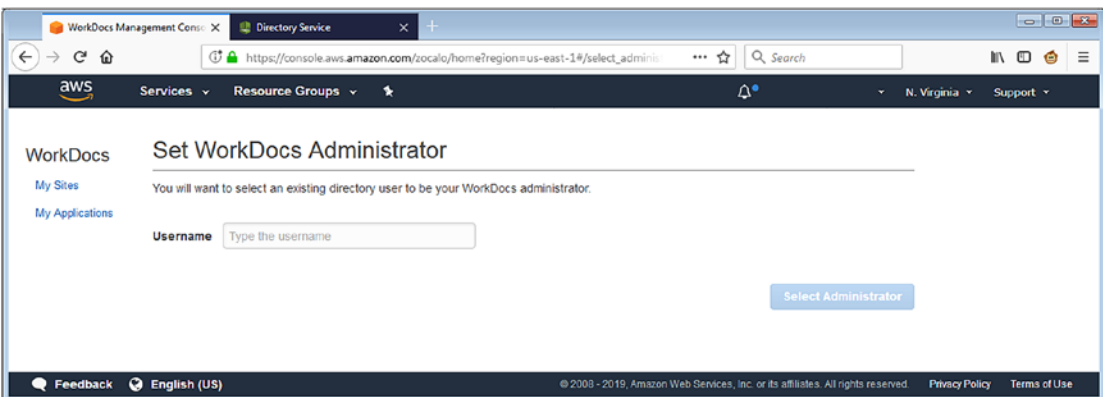 WorkDocs Management Conso
Directory Service
https://console.aws.amazon.com/zocalo/home?region=us-east-1#/select_adminis
Search
aws
Services
Resource Groups
N. Virginia
Support
WorkDocs
My Sites
My Applications
Set WorkDocs Administrator
You will want to select an existing directory user to be your WorkDocs administrator.
Username
Type the username
Select Administrator
Feedback
English (US)
© 2008 - 2019, Amazon Web Services, Inc. or its affiliates. All rights reserved.
Privacy Policy
Terms of Use